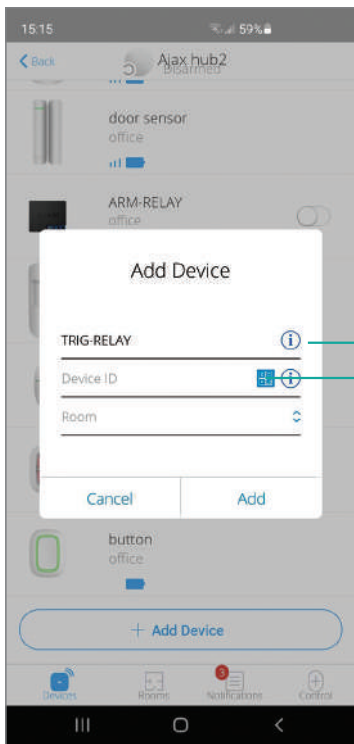 15:15 59%
Back Ajax hub2
Disarmed
door sensor
office
ARM-RELAY
office
Add Device
TRIG-RELAY
Device ID
Room
Cancel Add
button
office
+ Add Device
Devices Rooms Notifications Control
3